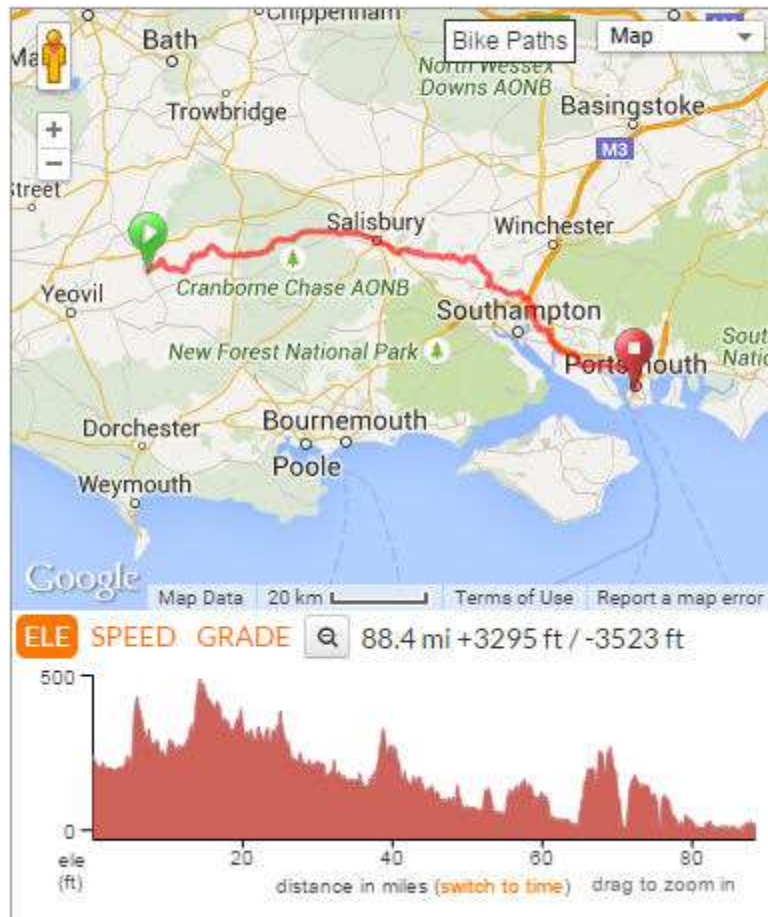 Chippenham
Bath
Bike Paths
Map
North Wessex
Downs AONB
Trowbridge
Basingstoke
+
M3
−
Street
Salisbury
Winchester
Cranborne Chase AONB
Yeovil
Southampton
New Forest National Park
Portsmouth
Dorchester
Bournemouth
Poole
Weymouth
Google
Map Data
20 km
Terms of Use
Report a map error
ELE
SPEED
GRADE
88.4 mi +3295 ft / -3523 ft
500
0
ele
(ft)
20
40
60
80
distance in miles (switch to time)
drag to zoom in